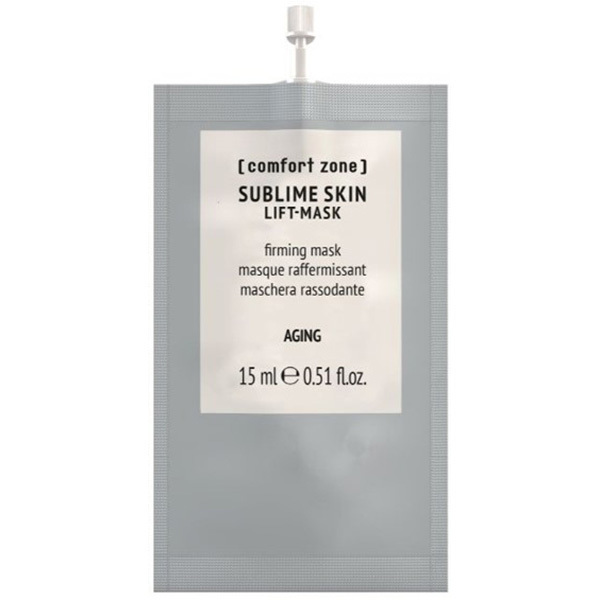 [comfort zone]
SUBLIME SKIN
LIFT-MASK
firming mask
masque raffermissant
maschera rassodante
AGING
15 ml ℮ 0.51 fl.oz.